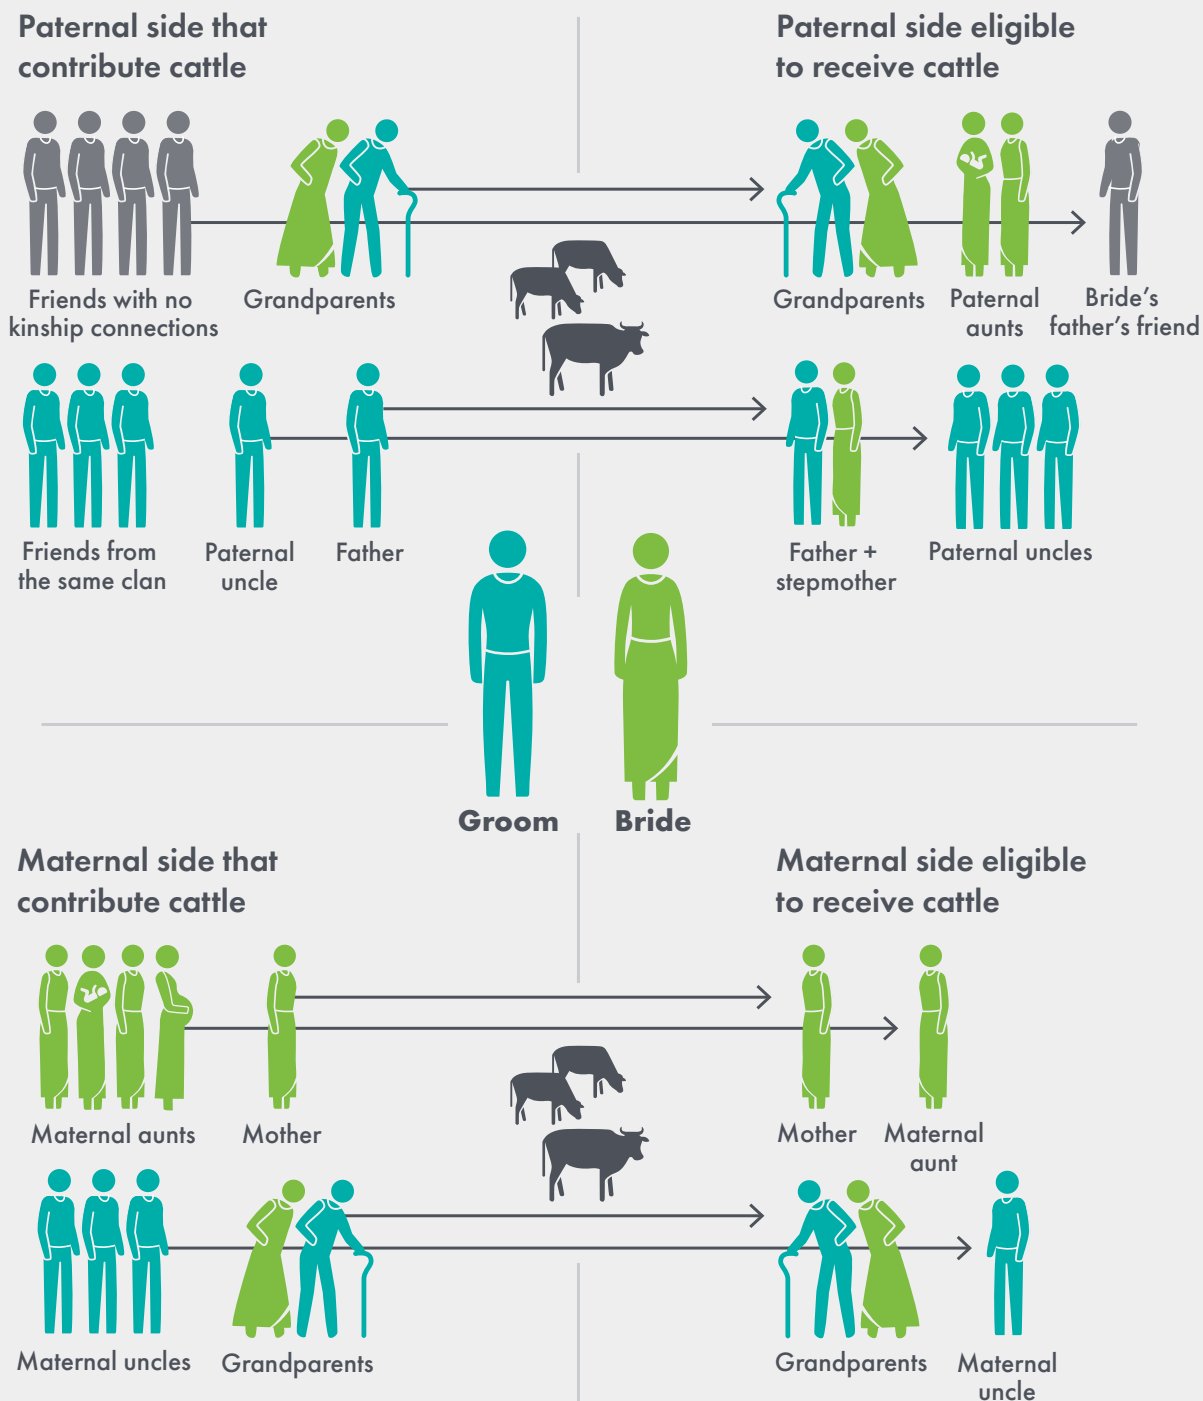 Paternal side that
contribute cattle
Paternal side eligible
to receive cattle
Friends with no
kinship connections
Grandparents
Grandparents
Paternal
aunts
Bride's
father's friend
Friends from
the same clan
Paternal
uncle
Father
Father +
stepmother
Paternal uncles
Groom
Bride
Maternal side that
contribute cattle
Maternal side eligible
to receive cattle
Maternal aunts
Mother
Mother
Maternal
aunt
Maternal uncles
Grandparents
Grandparents
Maternal
uncle